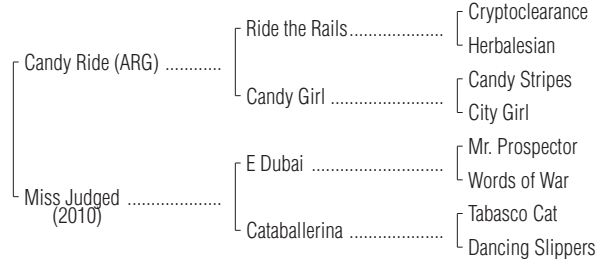 Cryptoclearance
Ride the Rails....................
Herbalesian
Candy Ride (ARG) ............
Candy Stripes
Candy Girl ........................
City Girl
Mr. Prospector
E Dubai ............................
Words of War
Miss Judged ....................
(2010)
Tabasco Cat
Cataballerina ....................
Dancing Slippers